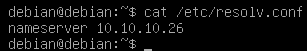 debian@debian:~$ cat /etc/resolv.conf
nameserver 10.10.10.26
debian@debian:~$